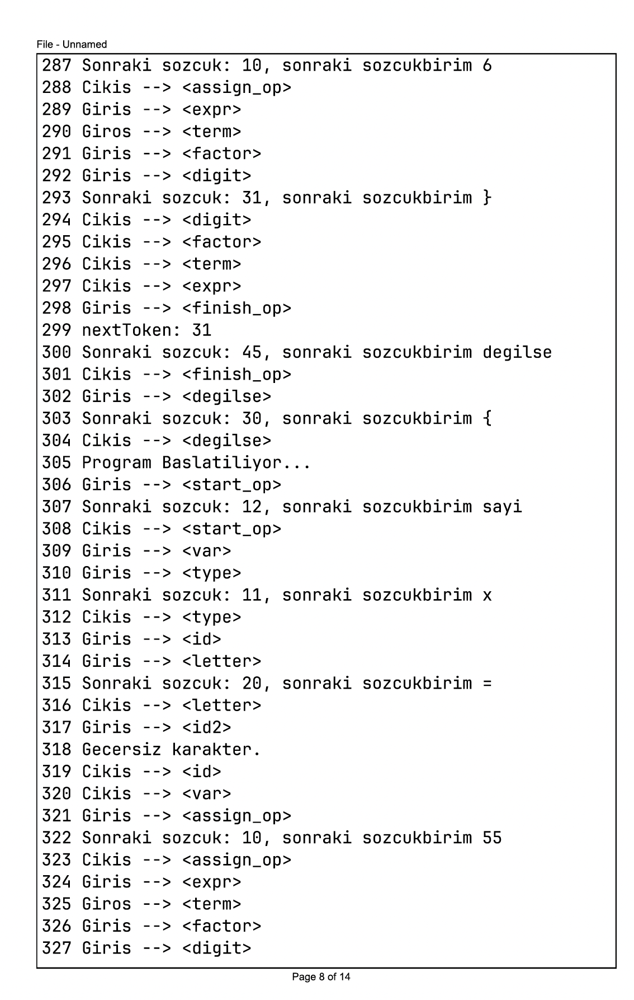 File - Unnamed
287 Sonraki sozcuk: 10, sonraki sozcukbirim 6
288 Cikis --> <assign_op>
289 Giris --> <expr>
290 Giros --> <term>
291 Giris --> <factor>
292 Giris --> <digit>
293 Sonraki sozcuk: 31, sonraki sozcukbirim }
294 Cikis --> <digit>
295 Cikis --> <factor>
296 Cikis --> <term>
297 Cikis --> <expr>
298 Giris --> <finish_op>
299 nextToken: 31
300 Sonraki sozcuk: 45, sonraki sozcukbirim degilse
301 Cikis --> <finish_op>
302 Giris --> <degilse>
303 Sonraki sozcuk: 30, sonraki sozcukbirim {
304 Cikis --> <degilse>
305 Program Baslatiliyor...
306 Giris --> <start_op>
307 Sonraki sozcuk: 12, sonraki sozcukbirim sayi
308 Cikis --> <start_op>
309 Giris --> <var>
310 Giris --> <type>
311 Sonraki sozcuk: 11, sonraki sozcukbirim x
312 Cikis --> <type>
313 Giris --> <id>
314 Giris --> <letter>
315 Sonraki sozcuk: 20, sonraki sozcukbirim =
316 Cikis --> <letter>
317 Giris --> <id2>
318 Gecersiz karakter.
319 Cikis --> <id>
320 Cikis --> <var>
321 Giris --> <assign_op>
322 Sonraki sozcuk: 10, sonraki sozcukbirim 55
323 Cikis --> <assign_op>
324 Giris --> <expr>
325 Giros --> <term>
326 Giris --> <factor>
327 Giris --> <digit>
Page 8 of 14